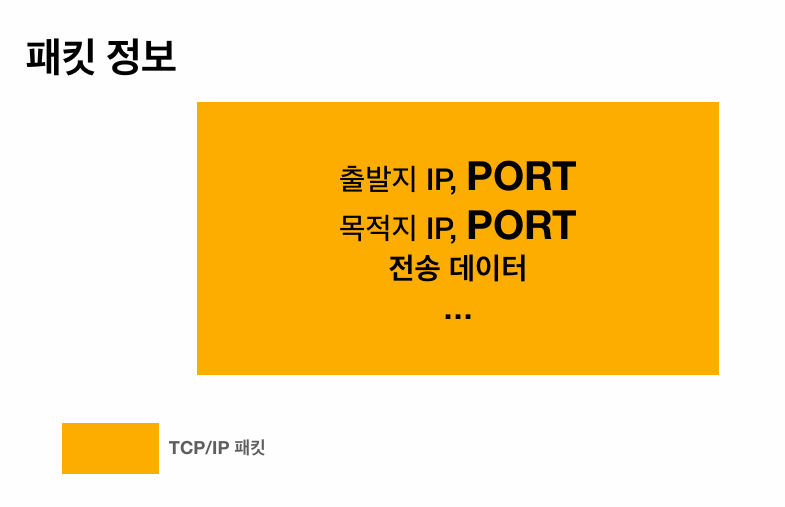 패킷 정보
출발지 IP, PORT
목적지 IP, PORT
전송 데이터
...
TCP/IP 패킷